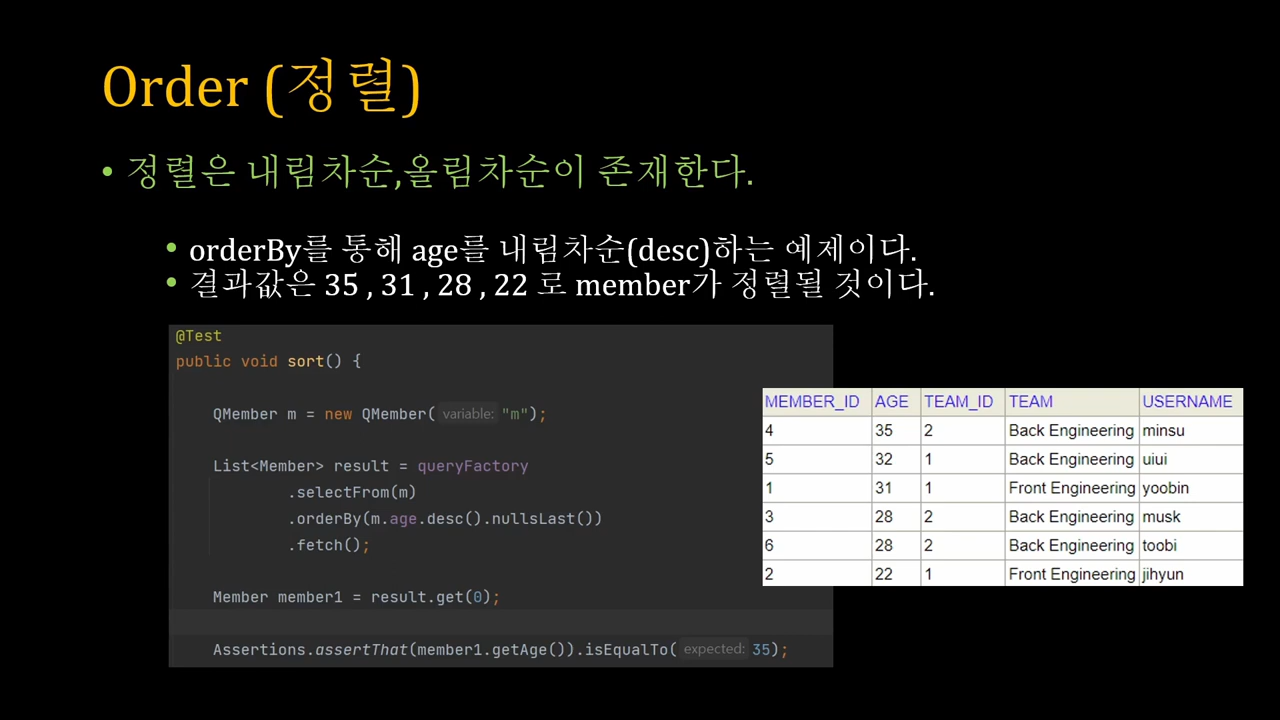 Order (정렬)
• 정렬은 내림차순,올림차순이 존재한다.
• orderBy를 통해 age를 내림차순(desc)하는 예제이다.
• 결과값은 35 , 31 , 28 , 22 로 member가 정렬될 것이다.
@Test
public void sort() {
QMember m = new QMember( variable: "m");
List<Member> result = queryFactory
.selectFrom(m)
.orderBy(m.age.desc().nullsLast())
.fetch();
Member member1 = result.get(0);
Assertions.assertThat(member1.getAge()).isEqualTo( expected: 35);
MEMBER_ID AGE TEAM_ID TEAM USERNAME
4 35 2 Back Engineering minsu
5 32 1 Back Engineering uiui
1 31 1 Front Engineering yoobin
3 28 2 Back Engineering musk
6 28 2 Back Engineering toobi
2 22 1 Front Engineering jihyun